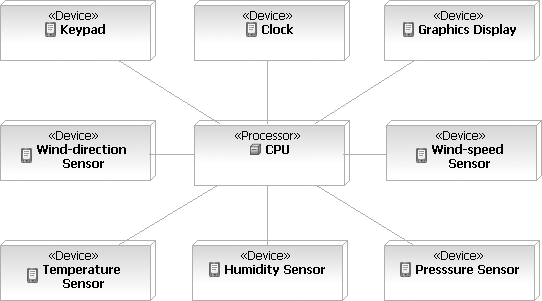 «Device»
Keypad
«Device»
Clock
«Device»
Graphics Display
«Device»
Wind-direction
Sensor
«Processor»
CPU
«Device»
Wind-speed
Sensor
«Device»
Temperature
Sensor
«Device»
Humidity Sensor
«Device»
Presssure Sensor